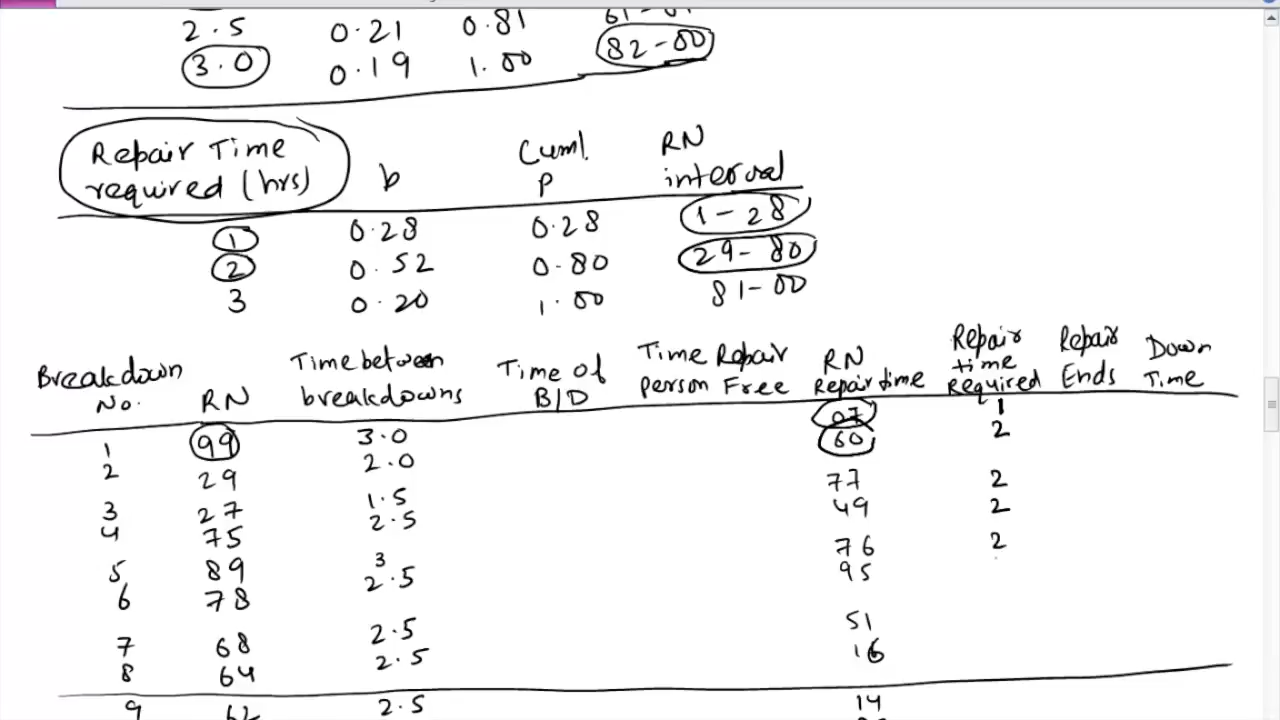 2.5 0.21 0.81
3.0 0.19 1.00 82-00
Repair Time required (hrs) p Cuml. P RN interval
1 0.28 0.28 1-28
2 0.52 0.80 29-80
3 0.20 1.00 81-00
Breakdown No. RN Time between breakdowns Time of B/D Time Repair person Free RN Repair time Repair time Required Repair Ends Down Time
1 99 3.0 07 1
2 29 2.0 60 2
3 27 1.5 77 2
4 75 2.5 49 2
5 89 3 76 2
6 78 2.5 95
7 68 2.5 51
8 64 2.5 16
9 62 2.5 14